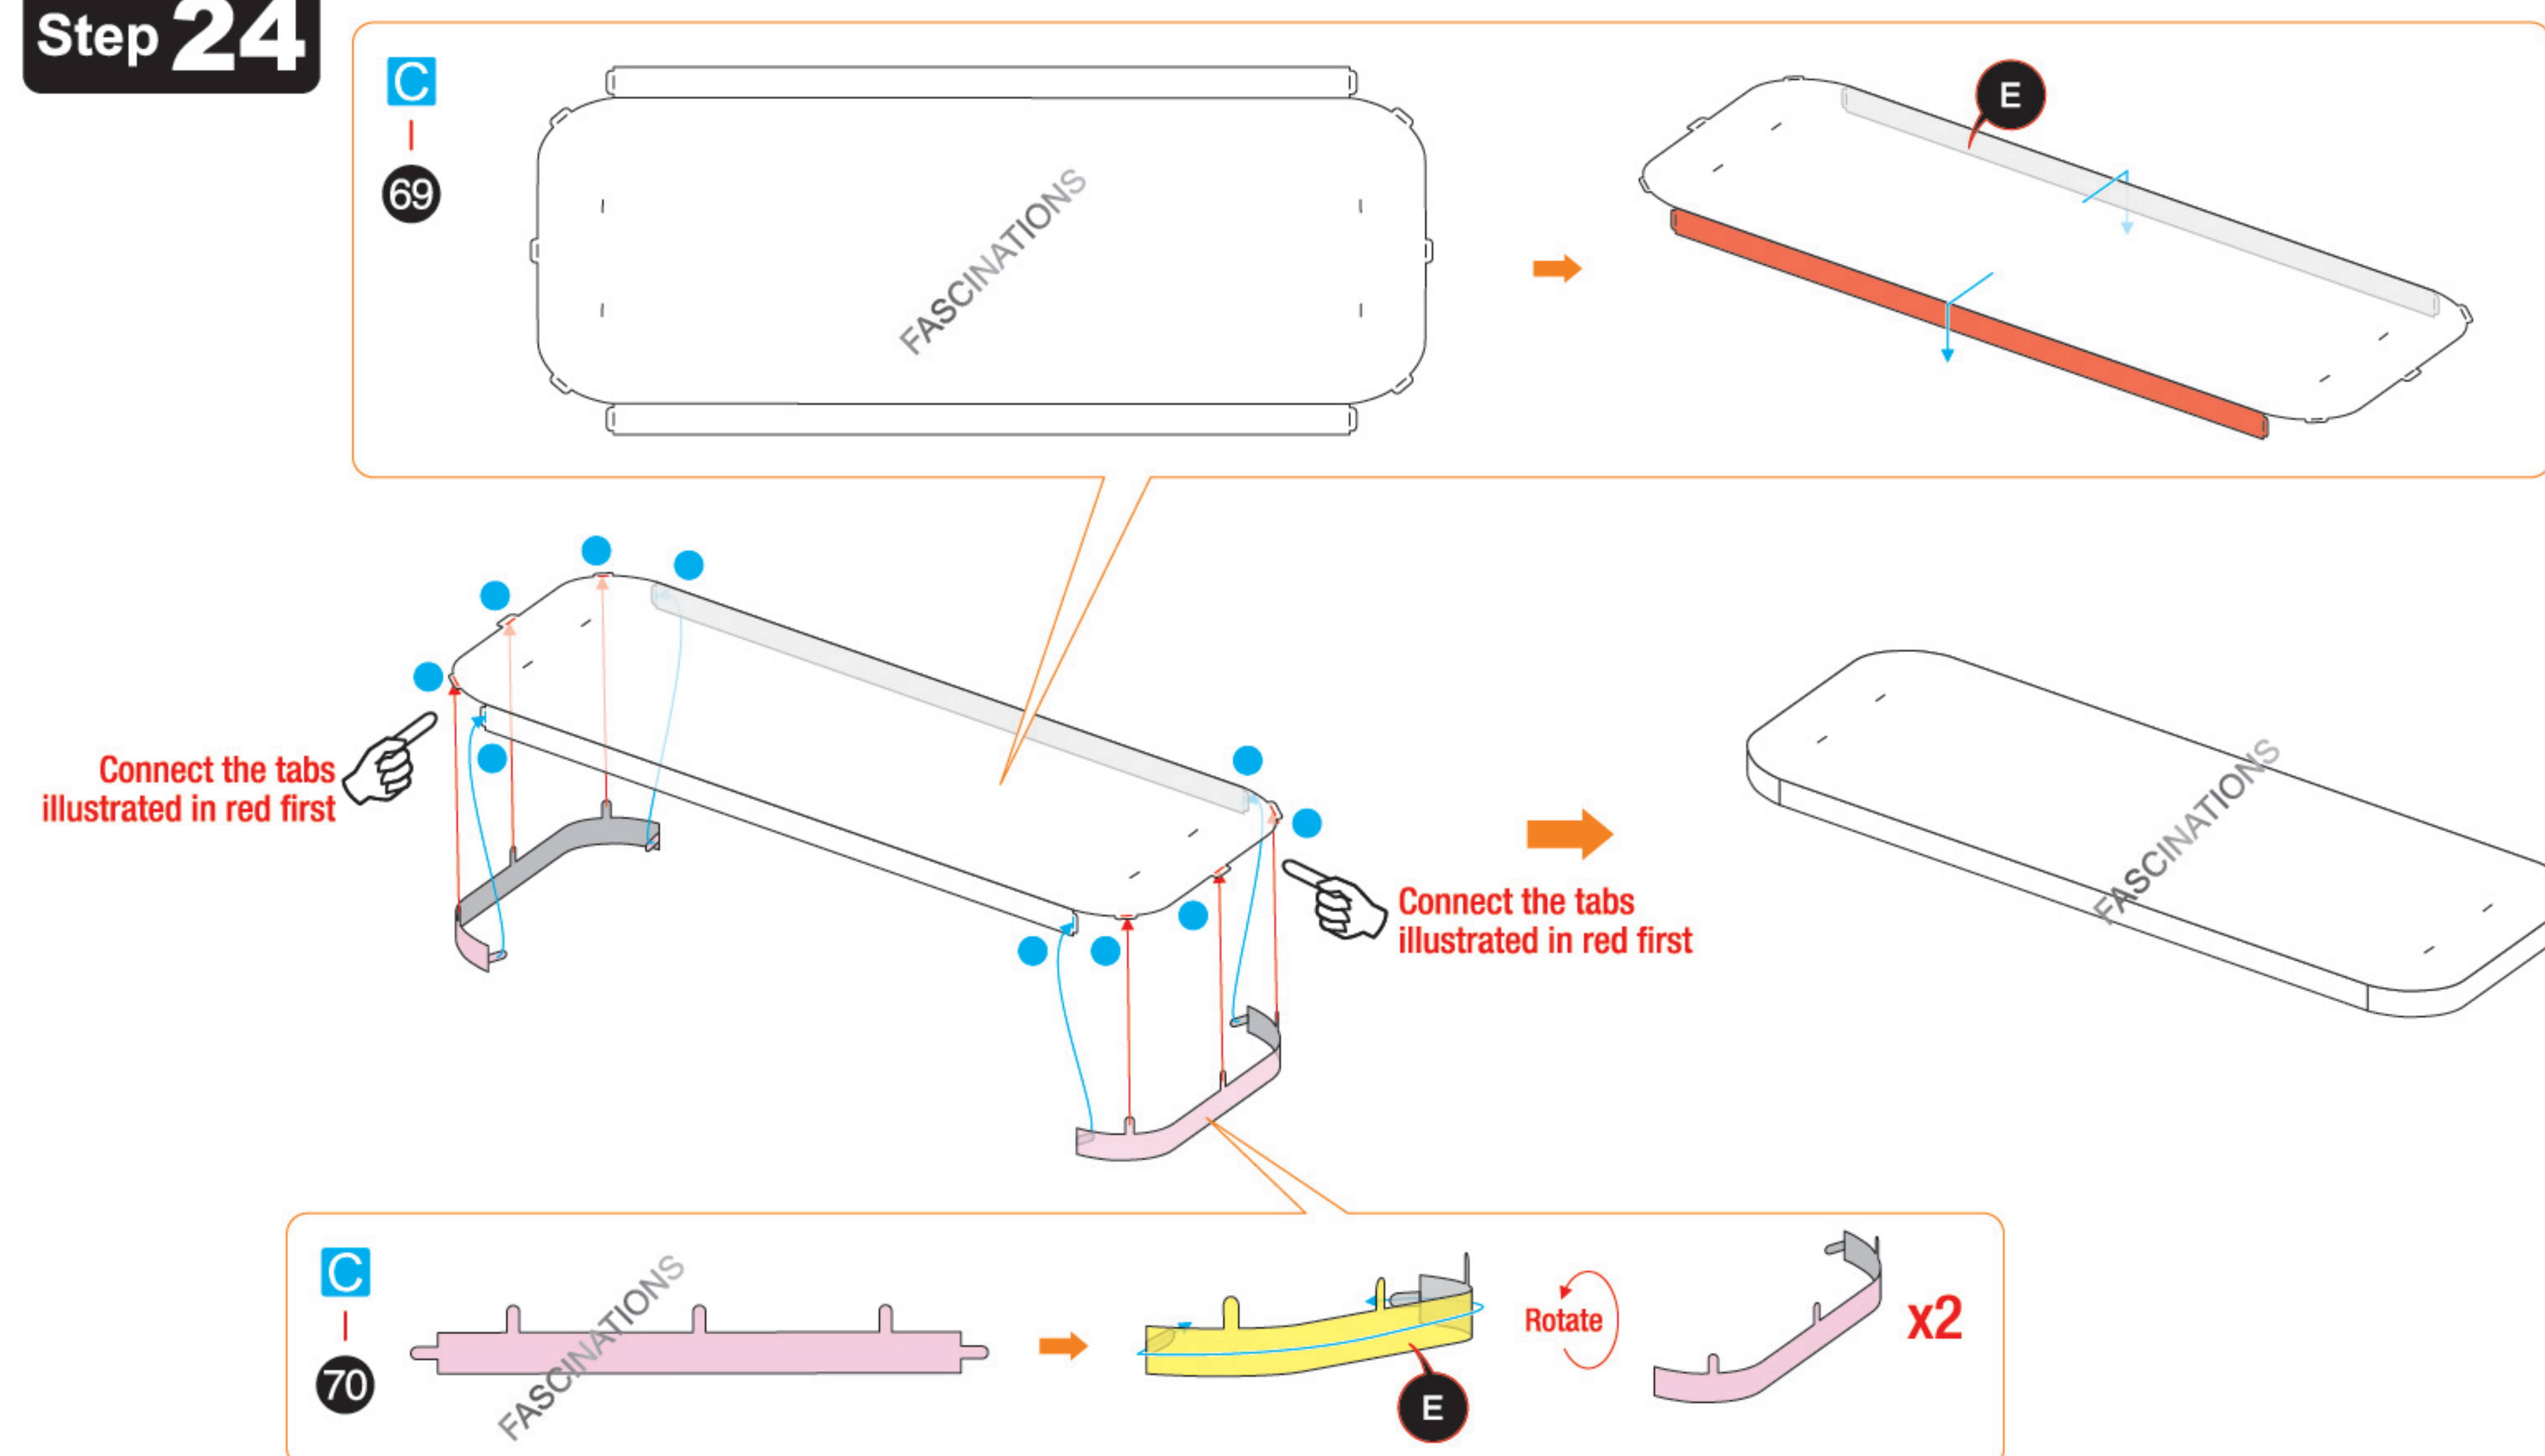 Step 24
C
69
FASCINATIONS
E
Connect the tabs
illustrated in red first
Connect the tabs
illustrated in red first
FASCINATIONS
C
70
FASCINATIONS
E
Rotate
x2